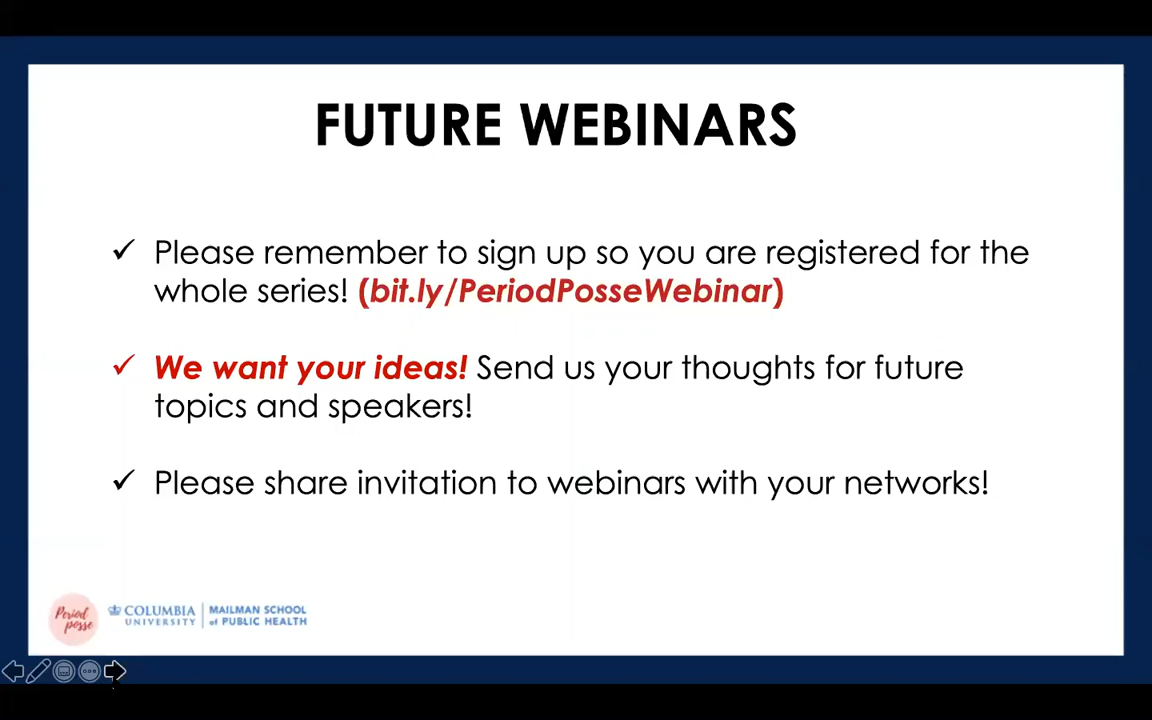 FUTURE WEBINARS
✓ Please remember to sign up so you are registered for the
whole series! (bit.ly/PeriodPosseWebinar)
✓ We want your ideas! Send us your thoughts for future
topics and speakers!
✓ Please share invitation to webinars with your networks!
Period
posse
COLUMBIA
UNIVERSITY
MAILMAN SCHOOL
of PUBLIC HEALTH